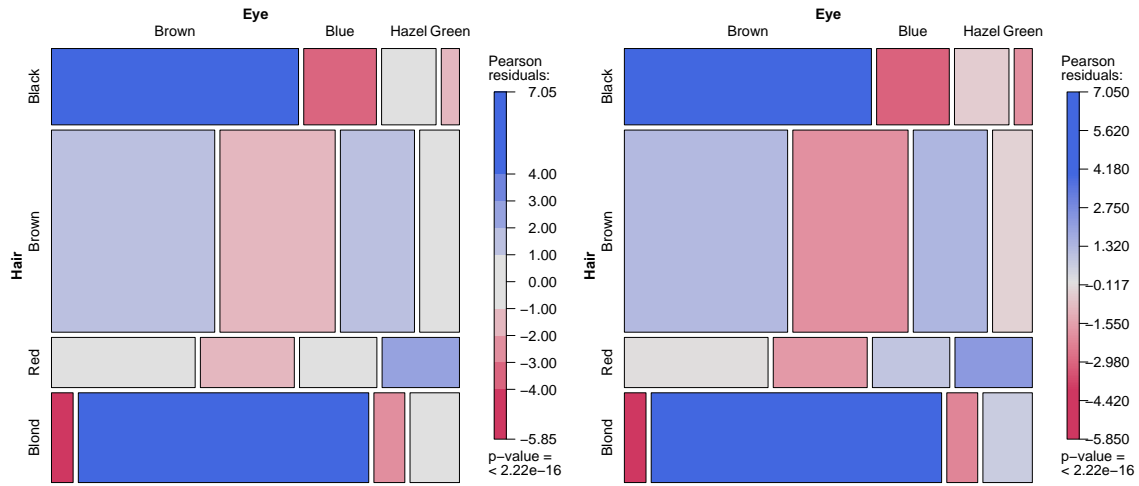 Eye
Brown Blue Hazel Green
Hair
Black
Brown
Red
Blond
Pearson
residuals:
7.05
4.00
3.00
2.00
1.00
0.00
−1.00
−2.00
−3.00
−4.00
−5.85
p−value =
< 2.22e−16
Eye
Brown Blue Hazel Green
Hair
Black
Brown
Red
Blond
Pearson
residuals:
7.050
5.620
4.180
2.750
1.320
−0.117
−1.550
−2.980
−4.420
−5.850
p−value =
< 2.22e−16